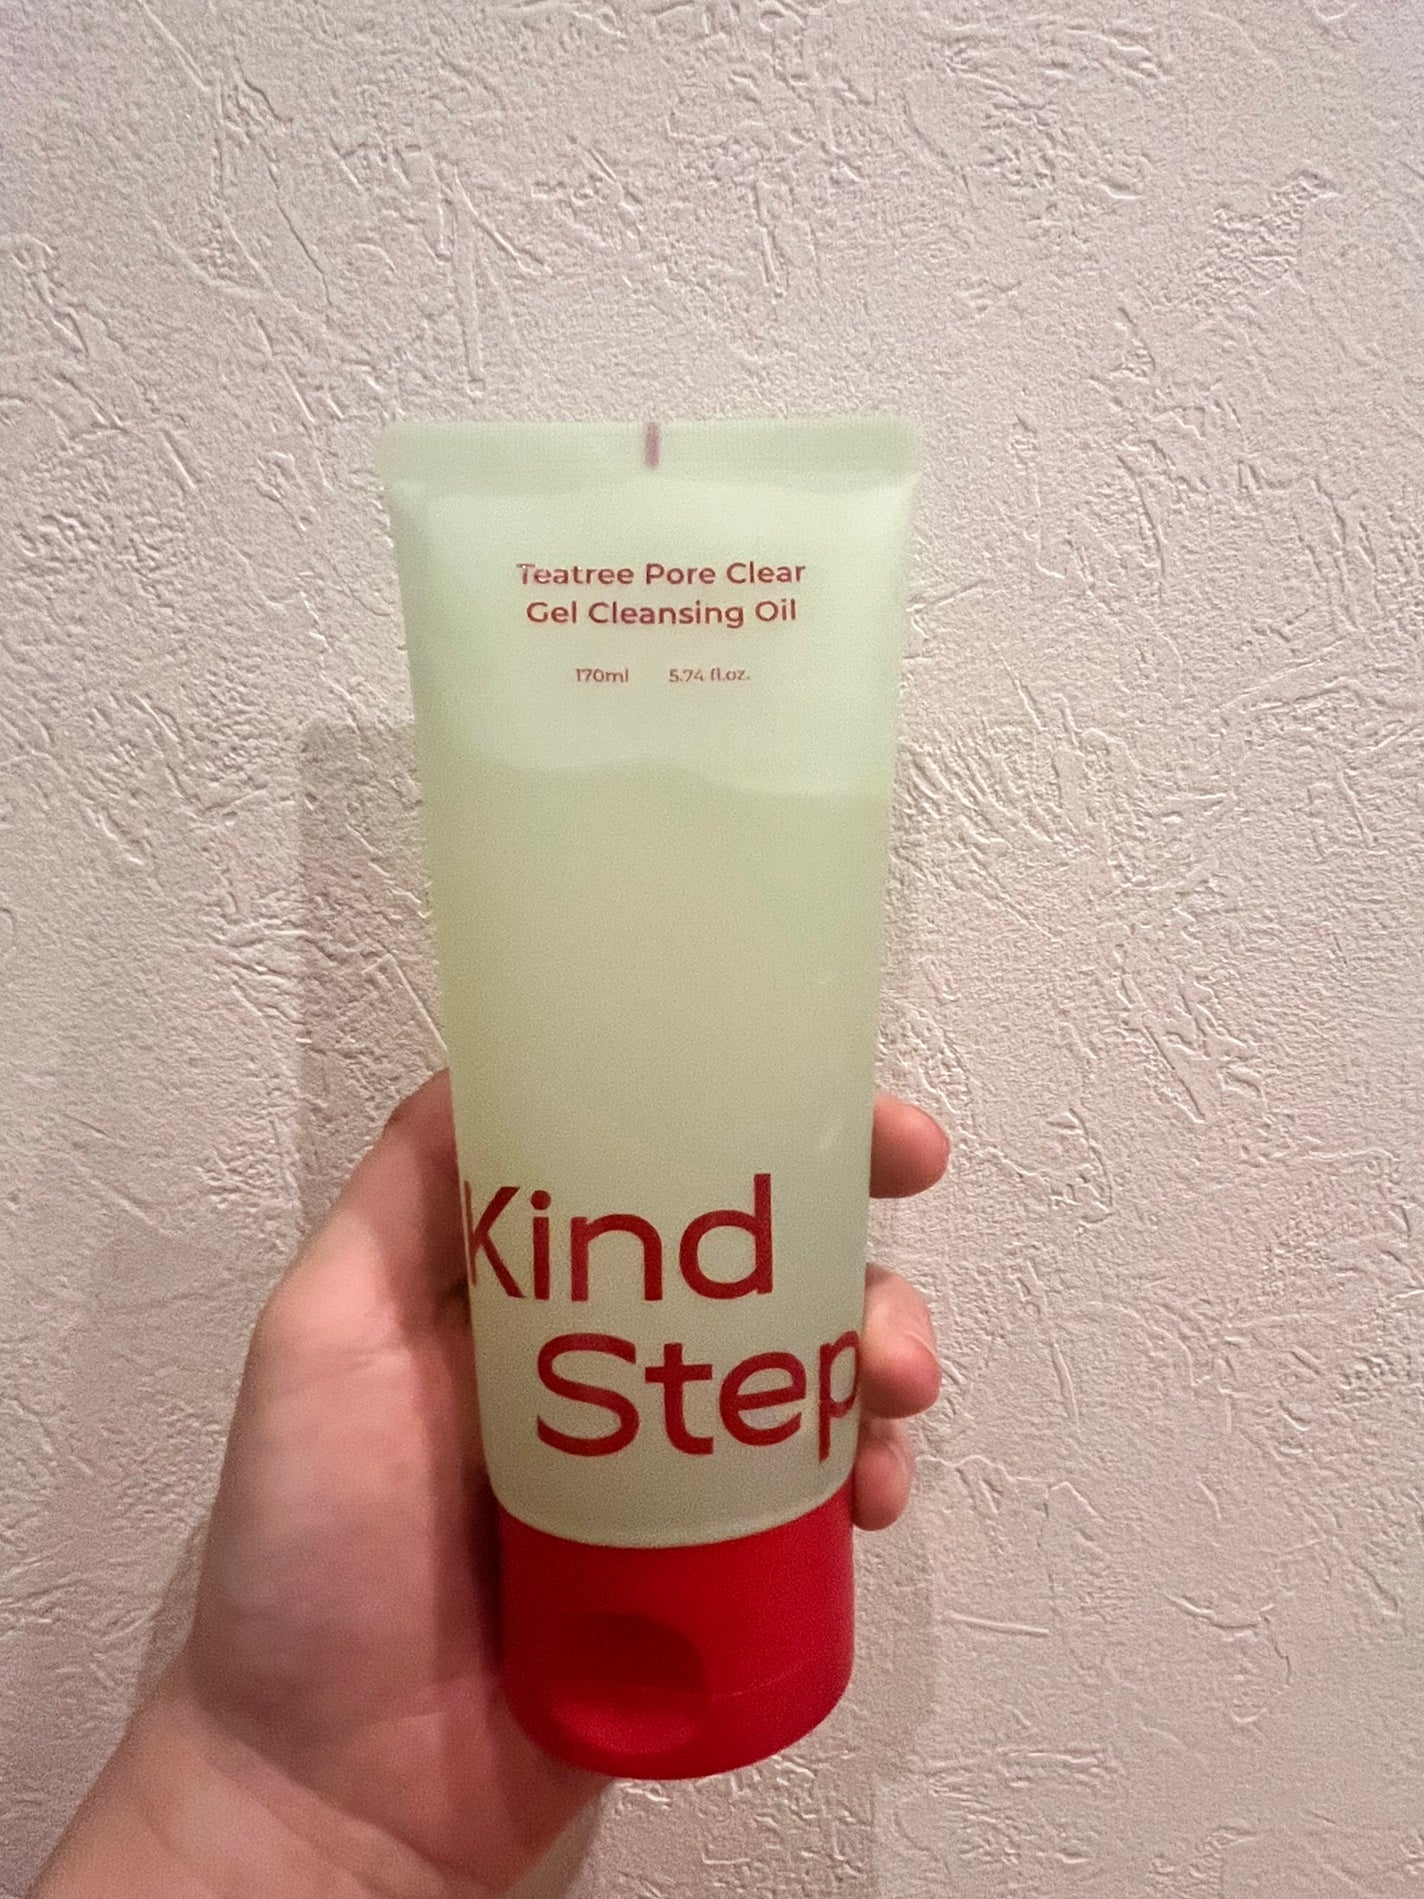 Teatree Pore Clear
Gel Cleansing Oil
170ml 5.74 fl.oz.
Kind
Step